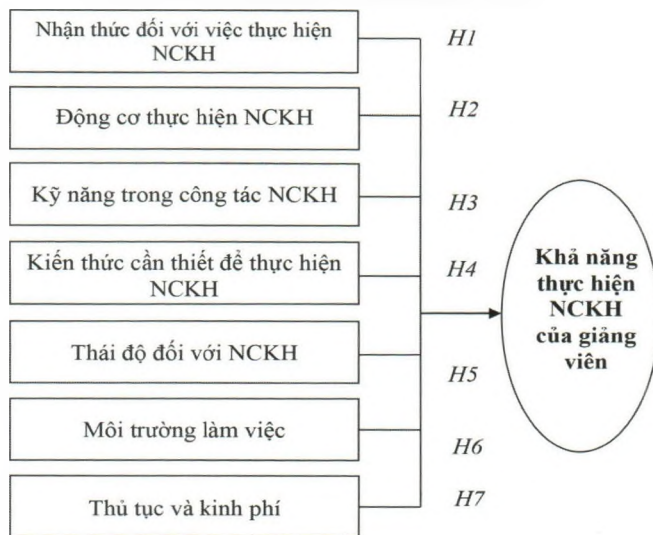 Nhận thức đối với việc thực hiện
NCKH
H1
Động cơ thực hiện NCKH
H2
Kỹ năng trong công tác NCKH
H3
Kiến thức cần thiết để thực hiện
NCKH
H4
Thái độ đối với NCKH
H5
Môi trường làm việc
H6
Thủ tục và kinh phí
H7
Khả năng
thực hiện
NCKH
của giảng
viên